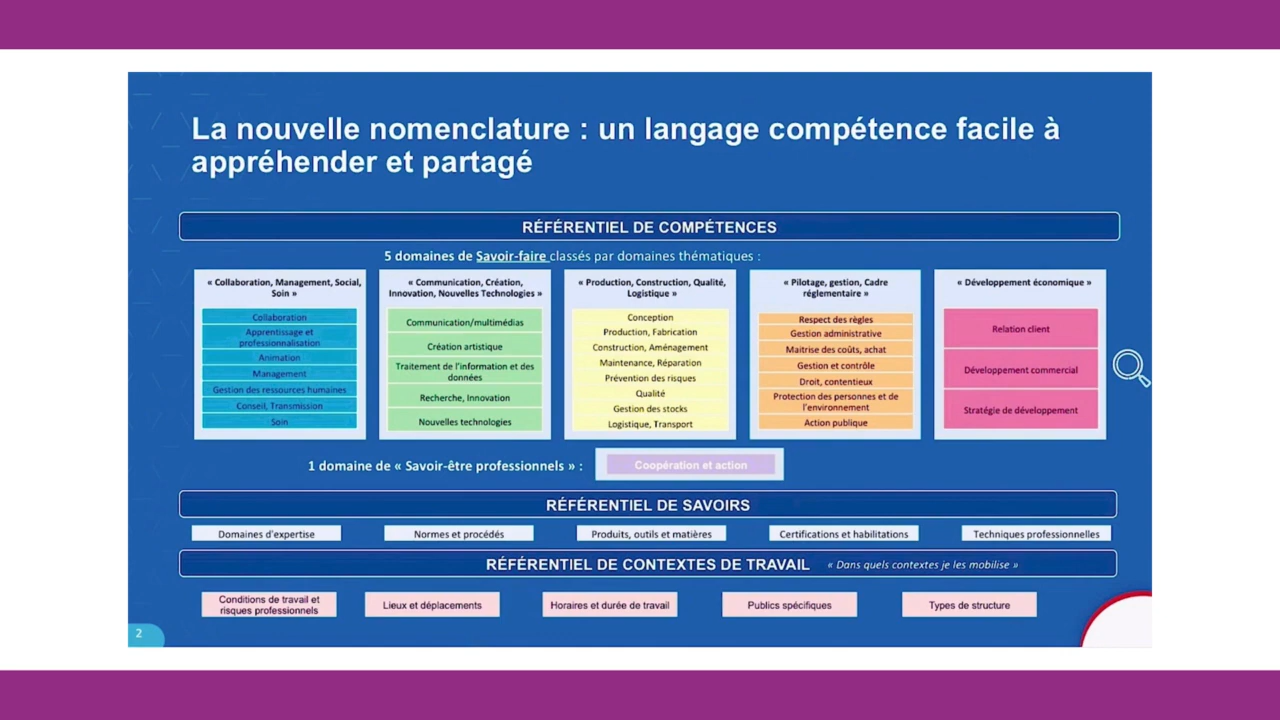 La nouvelle nomenclature : un langage compétence facile à
appréhender et partagé
RÉFÉRENTIEL DE COMPÉTENCES
5 domaines de Savoir-faire classés par domaines thématiques :
« Collaboration, Management, Social,
Soin »
Collaboration
Apprentissage et
professionnalisation
Animation
Management
Gestion des ressources humaines
Conseil, Transmission
Soin
« Communication, Création,
Innovation, Nouvelles Technologies »
Communication/multimédias
Création artistique
Traitement de l'information et des
données
Recherche, Innovation
Nouvelles technologies
« Production, Construction, Qualité,
Logistique »
Conception
Production, Fabrication
Construction, Aménagement
Maintenance, Réparation
Prévention des risques
Qualité
Gestion des stocks
Logistique, Transport
« Pilotage, gestion, Cadre
réglementaire »
Respect des règles
Gestion administrative
Maitrise des coûts, achat
Gestion et contrôle
Droit, contentieux
Protection des personnes et de
l'environnement
Action publique
« Développement économique »
Relation client
Développement commercial
Stratégie de développement
1 domaine de « Savoir-être professionnels » :
Coopération et action
RÉFÉRENTIEL DE SAVOIRS
Domaines d'expertise
Normes et procédés
Produits, outils et matières
Certifications et habilitations
Techniques professionnelles
RÉFÉRENTIEL DE CONTEXTES DE TRAVAIL « Dans quels contextes je les mobilise »
Conditions de travail et
risques professionnels
Lieux et déplacements
Horaires et durée de travail
Publics spécifiques
Types de structure
2